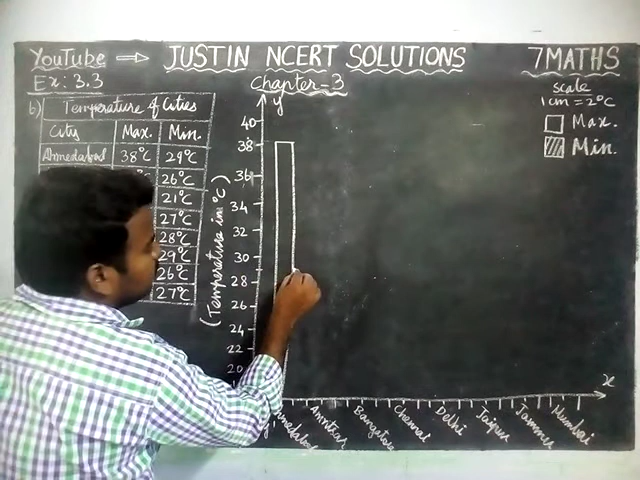 YouTube ⇒ JUSTIN NCERT SOLUTIONS 7MATHS
Ex: 3.3 Chapter-3
scale
1cm = 2°C
Max.
Min.
b) Temperature of Cities
City Max. Min.
Ahmedabad 38°C 29°C
26°C
21°C
27°C
28°C
29°C
26°C
27°C
y
40
38
36
34
32
30
28
26
24
22
20
(Temperature in °C)
x
Amritsar Bangalore Chennai Delhi Jaipur Jammu Mumbai